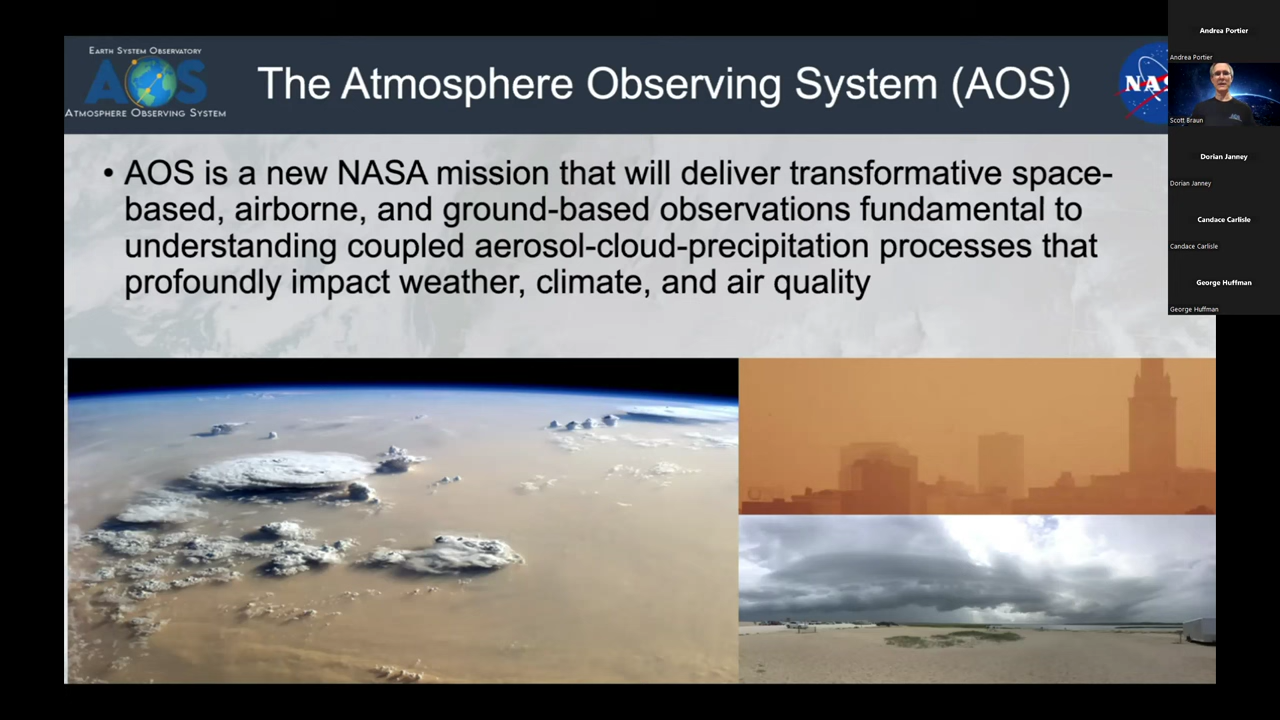 EARTH SYSTEM OBSERVATORY
AOS
ATMOSPHERE OBSERVING SYSTEM
The Atmosphere Observing System (AOS)
• AOS is a new NASA mission that will deliver transformative space-
based, airborne, and ground-based observations fundamental to
understanding coupled aerosol-cloud-precipitation processes that
profoundly impact weather, climate, and air quality
Andrea Portier
Andrea Portier
Scott Braun
Dorian Janney
Dorian Janney
Candace Carlisle
Candace Carlisle
George Huffman
George Huffman